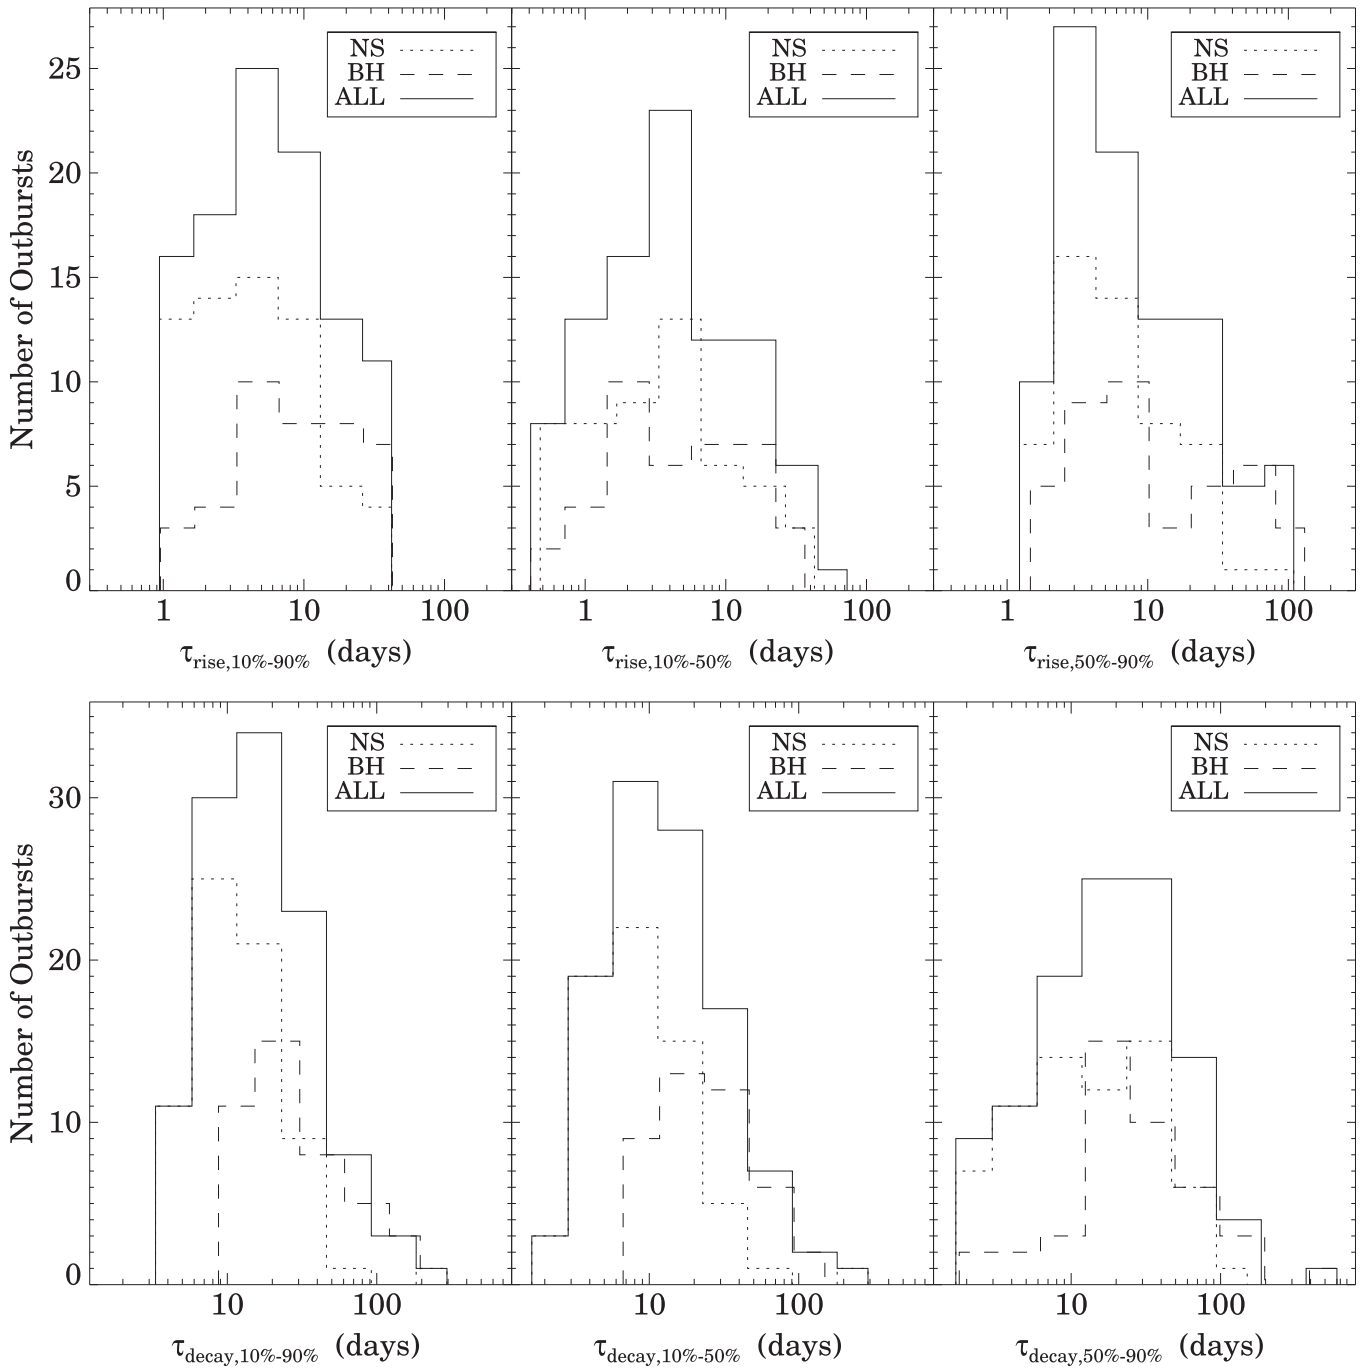 Number of Outbursts
25
20
15
10
5
0
NS
BH
ALL
1 10 100
τrise,10%-90% (days)
NS
BH
ALL
1 10 100
τrise,10%-50% (days)
NS
BH
ALL
1 10 100
τrise,50%-90% (days)
Number of Outbursts
30
20
10
0
NS
BH
ALL
10 100
τdecay,10%-90% (days)
NS
BH
ALL
10 100
τdecay,10%-50% (days)
NS
BH
ALL
10 100
τdecay,50%-90% (days)